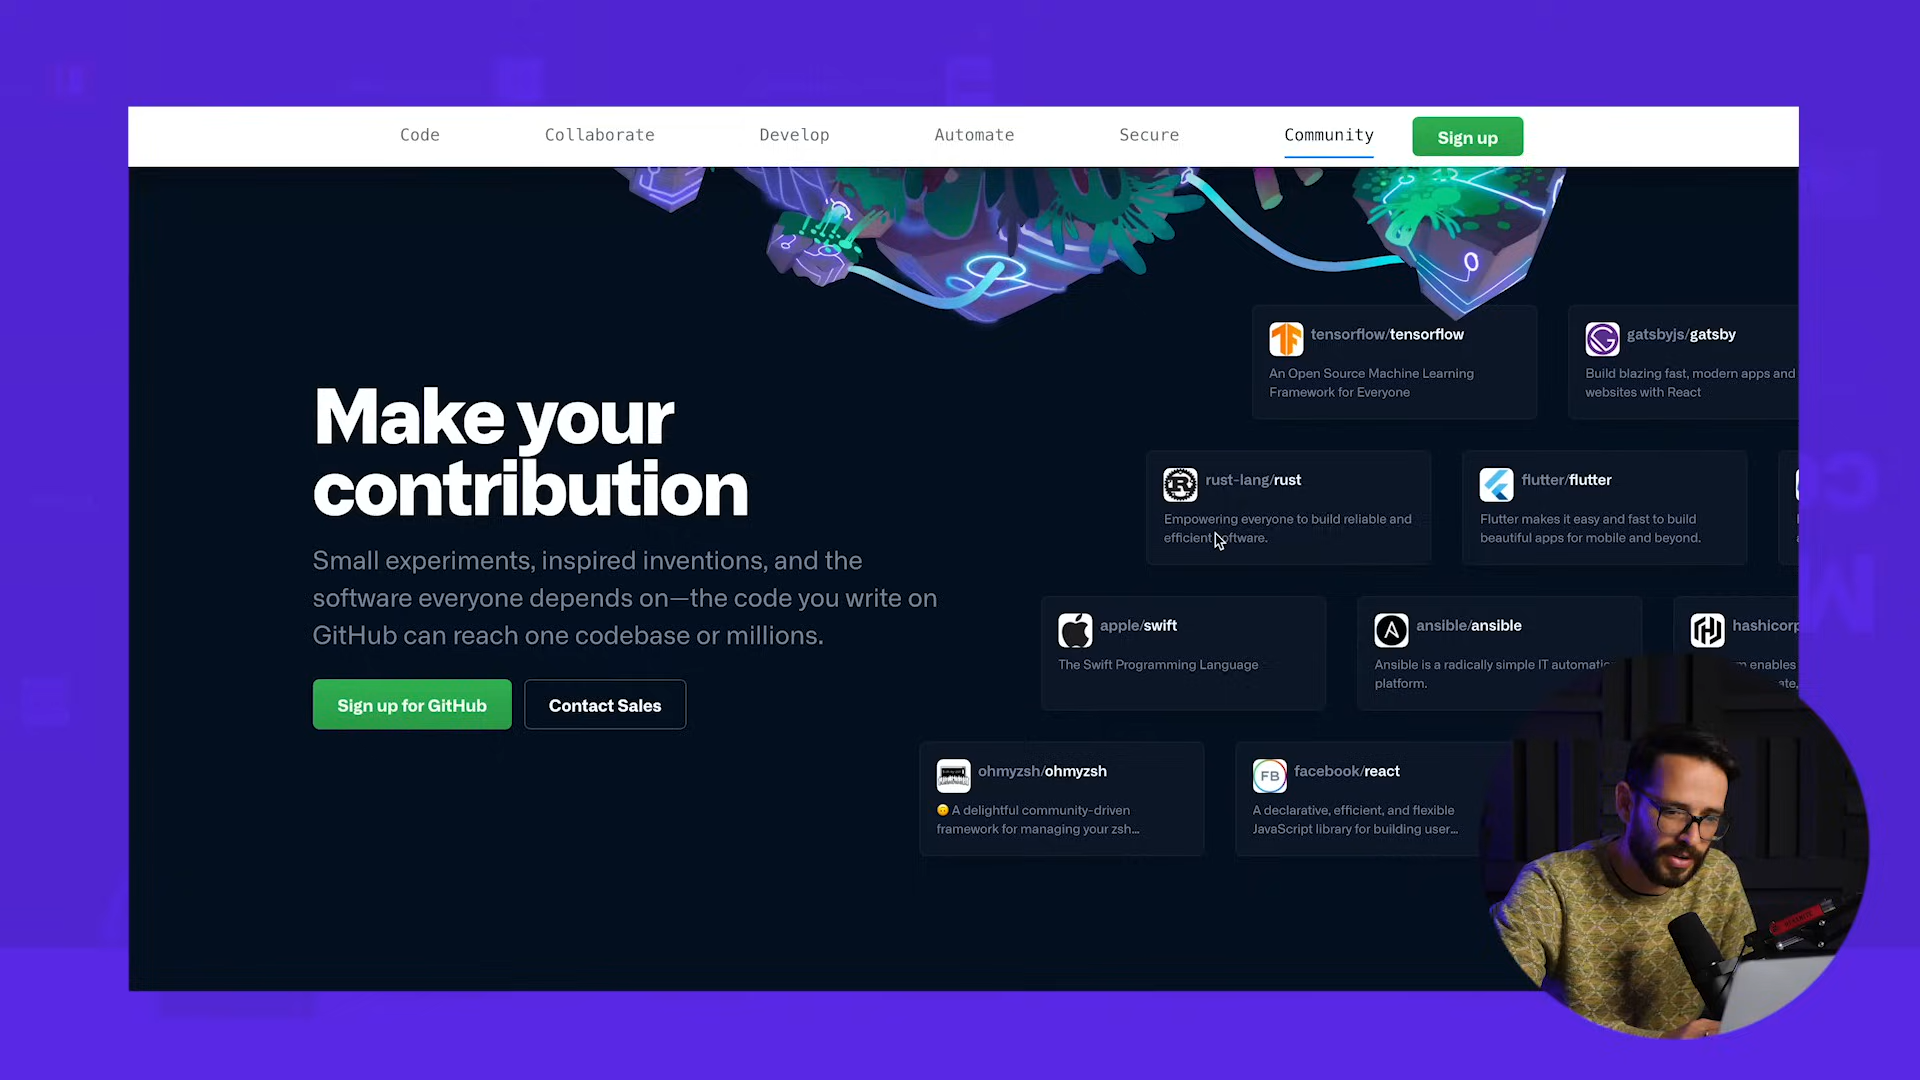 Code
Collaborate
Develop
Automate
Secure
Community
Sign up
Make your
contribution
Small experiments, inspired inventions, and the
software everyone depends on—the code you write on
GitHub can reach one codebase or millions.
Sign up for GitHub
Contact Sales
tensorflow/tensorflow
An Open Source Machine Learning
Framework for Everyone
gatsbyjs/gatsby
Build blazing fast, modern apps and
websites with React
rust-lang/rust
Empowering everyone to build reliable and
efficient software.
flutter/flutter
Flutter makes it easy and fast to build
beautiful apps for mobile and beyond.
apple/swift
The Swift Programming Language
ansible/ansible
Ansible is a radically simple IT automatio
platform.
hashicorp
enables
ohmyzsh/ohmyzsh
🙃 A delightful community-driven
framework for managing your zsh…
FB
facebook/react
A declarative, efficient, and flexible
JavaScript library for building user…